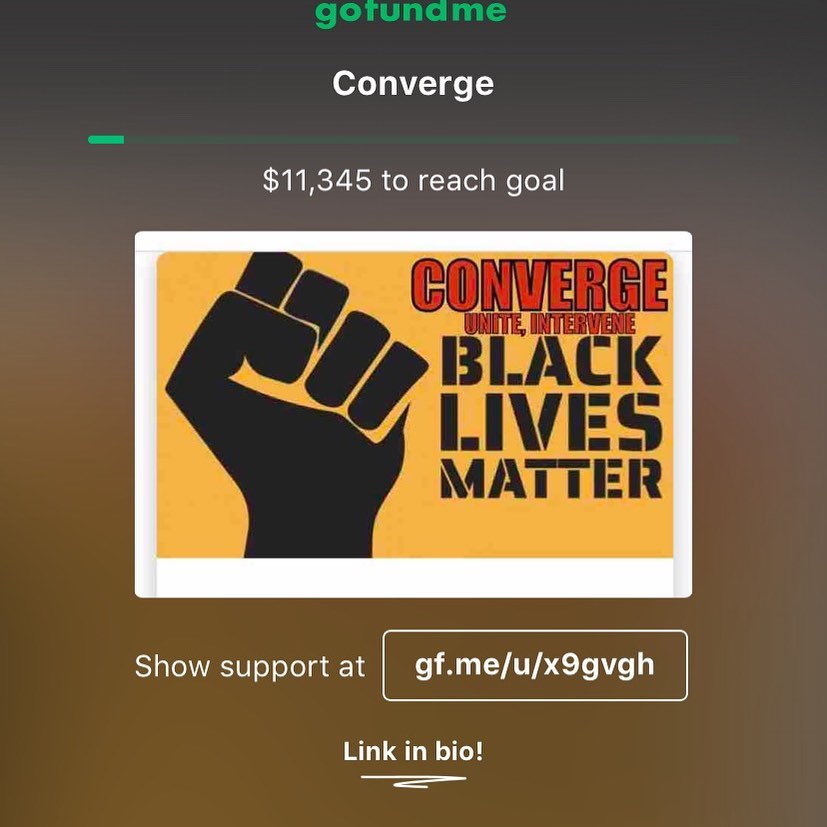 gofundme
Converge
$11,345 to reach goal
CONVERGE
UNITE, INTERVENE
BLACK
LIVES
MATTER
Show support at gf.me/u/x9gvgh
Link in bio!